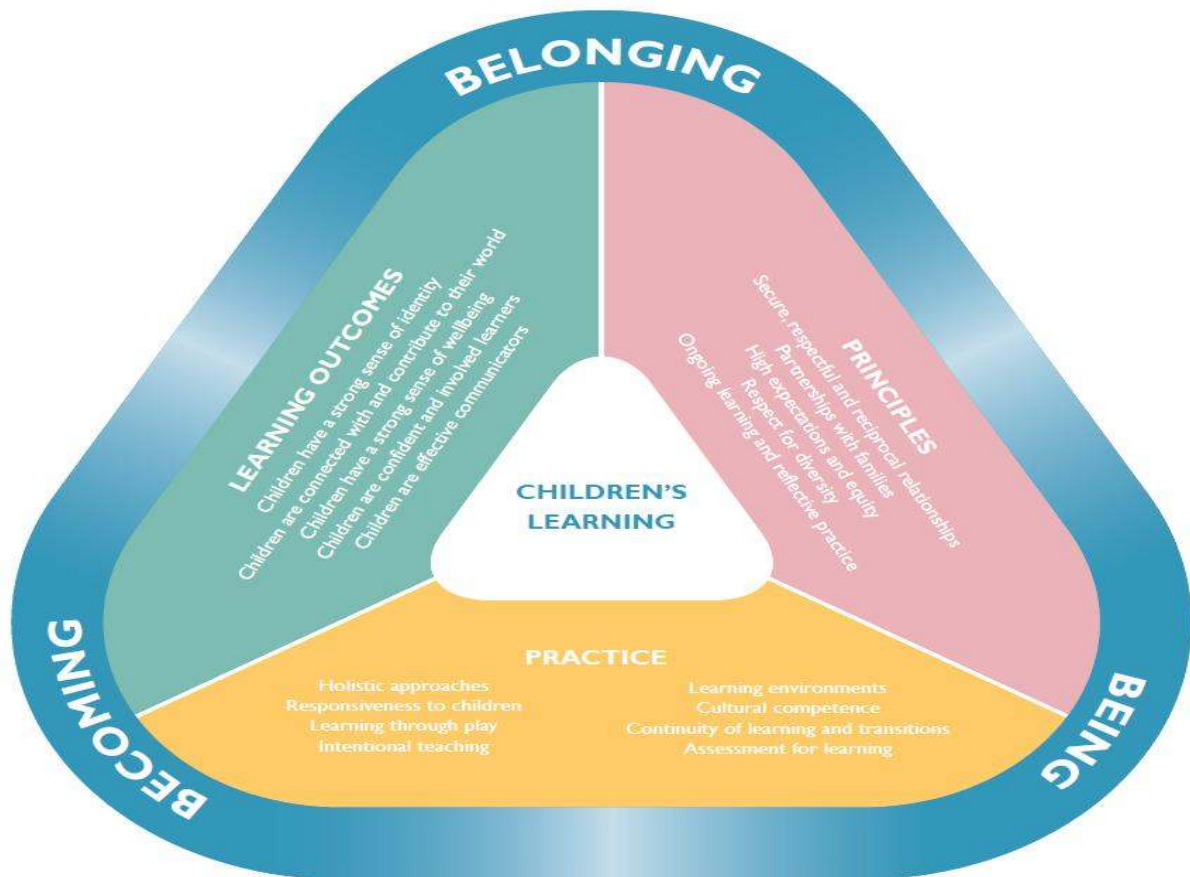 BELONGING
LEARNING OUTCOMES
Children have a strong sense of identity
Children are connected with and contribute to their world
Children have a strong sense of wellbeing
Children are confident and involved learners
Children are effective communicators
PRINCIPLES
Secure, respectful and reciprocal relationships
Partnerships with families
High expectations and equity
Respect for diversity
Ongoing learning and reflective practice
CHILDREN'S
LEARNING
PRACTICE
Holistic approaches
Responsiveness to children
Learning through play
Intentional teaching
Learning environments
Cultural competence
Continuity of learning and transitions
Assessment for learning
BECOMING
BEING